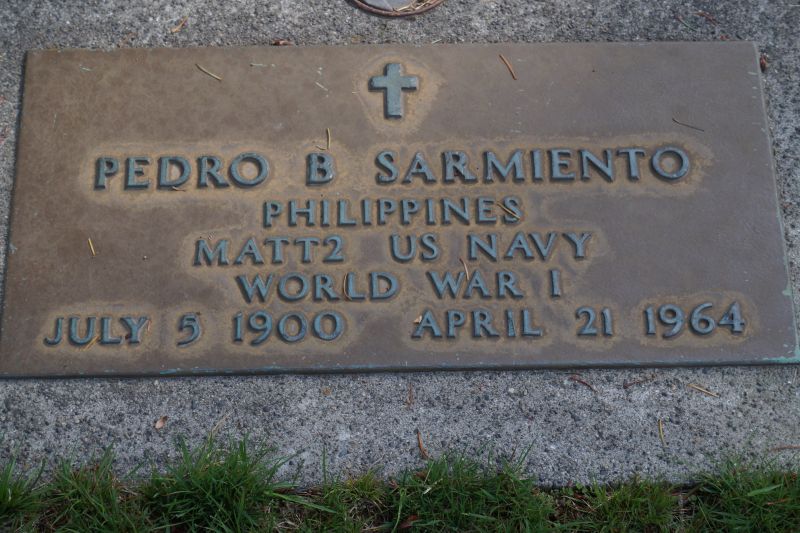 PEDRO B SARMIENTO
PHILIPPINES
MATT2 US NAVY
WORLD WAR I
JULY 5 1900 APRIL 21 1964